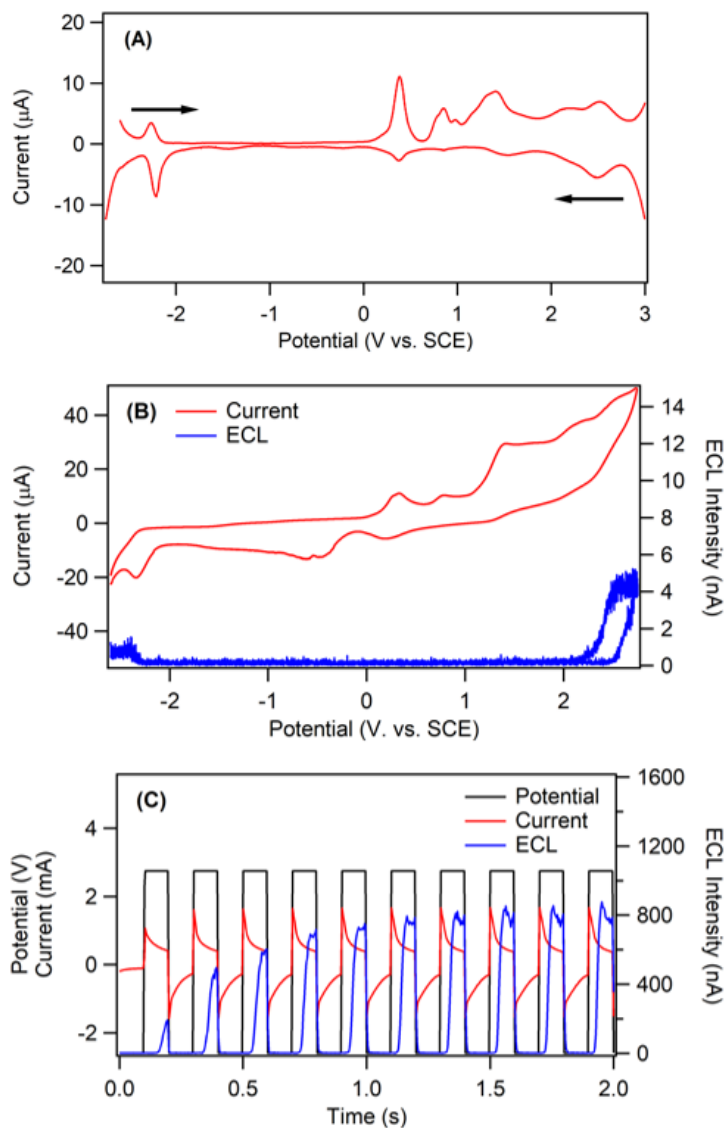 (A)
20
10
0
-10
-20
Current (μA)
-2 -1 0 1 2 3
Potential (V vs. SCE)
(B)
Current
ECL
40
20
0
-20
-40
Current (μA)
14
12
10
8
6
4
2
0
ECL Intensity (nA)
-2 -1 0 1 2
Potential (V. vs. SCE)
(C)
Potential
Current
ECL
4
2
0
-2
Potential (V)
Current (mA)
1600
1200
800
400
0
ECL Intensity (nA)
0.0 0.5 1.0 1.5 2.0
Time (s)